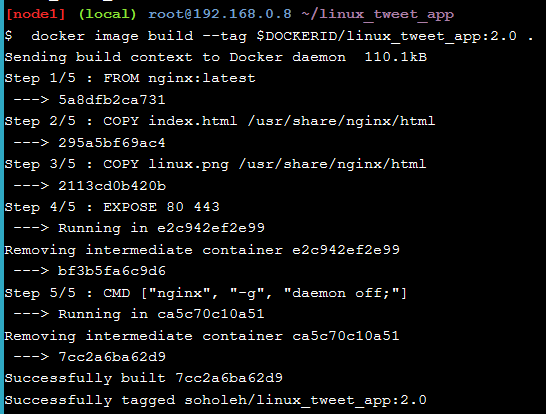 [node1] (local) root@192.168.0.8 ~/linux_tweet_app
$  docker image build --tag $DOCKERID/linux_tweet_app:2.0 .
Sending build context to Docker daemon  110.1kB
Step 1/5 : FROM nginx:latest
 ---> 5a8dfb2ca731
Step 2/5 : COPY index.html /usr/share/nginx/html
 ---> 295a5bf69ac4
Step 3/5 : COPY linux.png /usr/share/nginx/html
 ---> 2113cd0b420b
Step 4/5 : EXPOSE 80 443
 ---> Running in e2c942ef2e99
Removing intermediate container e2c942ef2e99
 ---> bf3b5fa6c9d6
Step 5/5 : CMD ["nginx", "-g", "daemon off;"]
 ---> Running in ca5c70c10a51
Removing intermediate container ca5c70c10a51
 ---> 7cc2a6ba62d9
Successfully built 7cc2a6ba62d9
Successfully tagged soholeh/linux_tweet_app:2.0